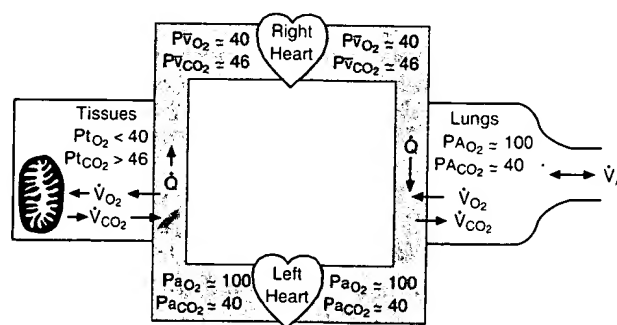 Pv̄O₂ = 40
Pv̄CO₂ ≃ 46
Right
Heart
Pv̄O₂ ≃ 40
Pv̄CO₂ ≃ 46
Tissues
PtO₂ < 40
PtCO₂ > 46
V̇O₂
V̇CO₂
Q̇
Q̇
Lungs
PAO₂ = 100
PACO₂ ≃ 40
V̇O₂
V̇CO₂
PaO₂ ≃ 100
PaCO₂ ≃ 40
Left
Heart
PaO₂ ≃ 100
PaCO₂ ≃ 40